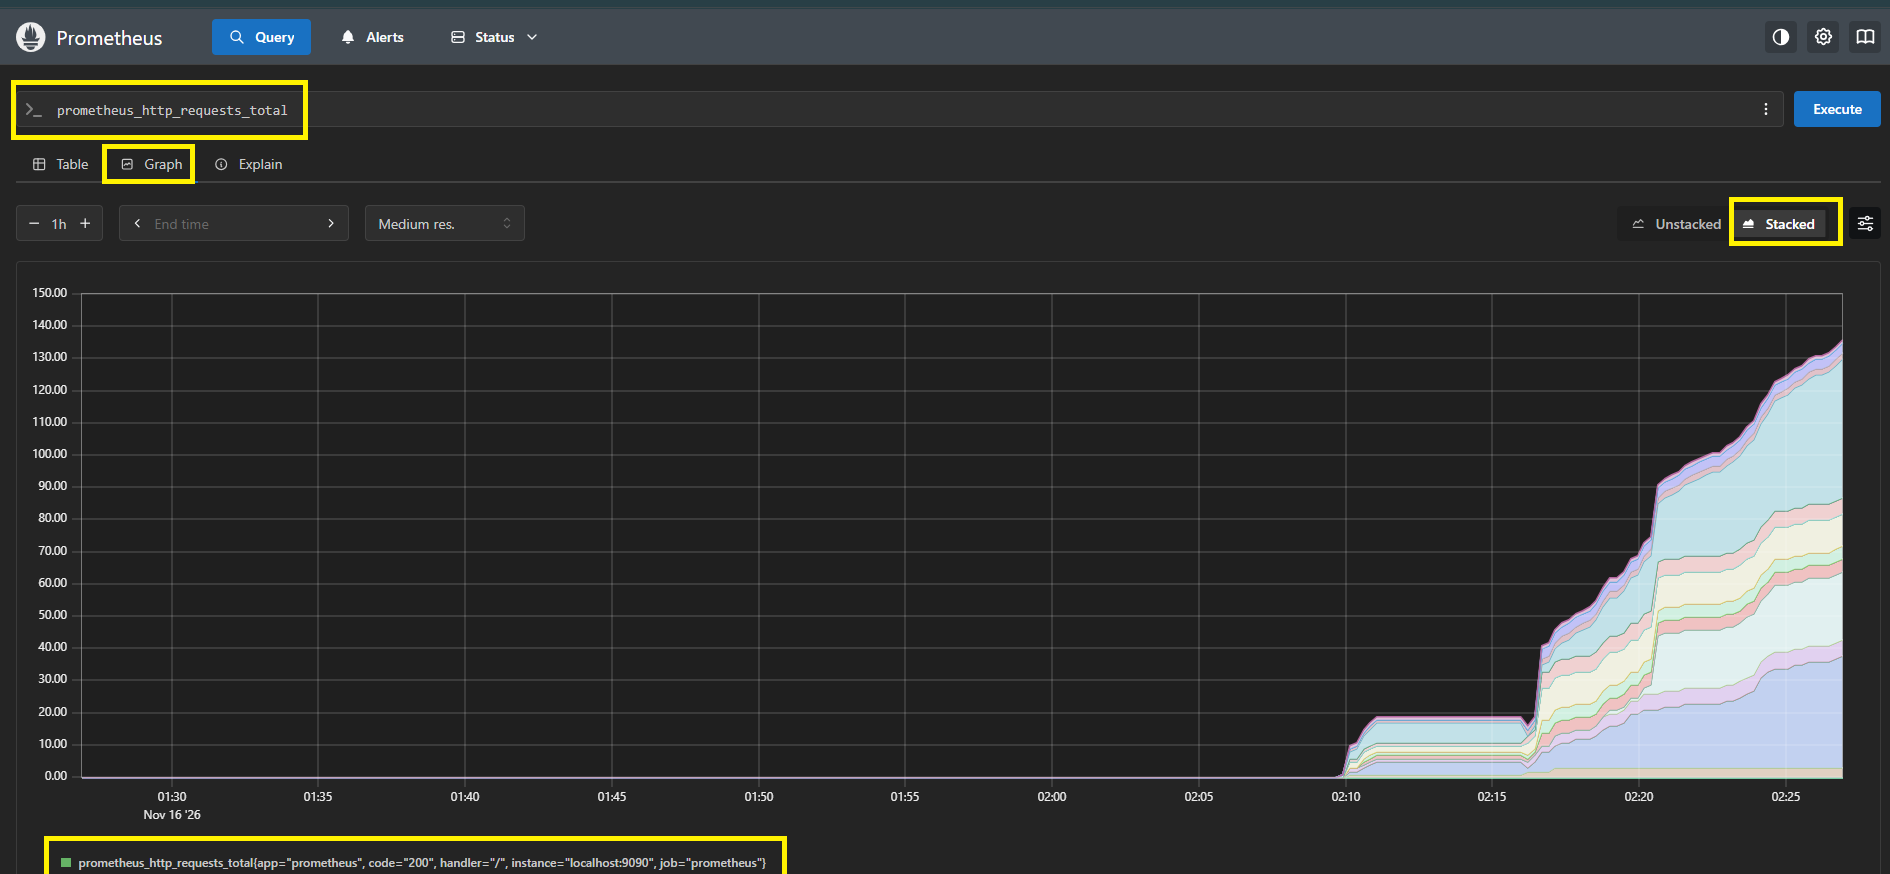 Prometheus Query Alerts Status
>_ prometheus_http_requests_total Execute
Table Graph Explain
− 1h + End time Medium res. Unstacked Stacked
150.00
140.00
130.00
120.00
110.00
100.00
90.00
80.00
70.00
60.00
50.00
40.00
30.00
20.00
10.00
0.00
01:30 01:35 01:40 01:45 01:50 01:55 02:00 02:05 02:10 02:15 02:20 02:25
Nov 16 '26
prometheus_http_requests_total{app="prometheus", code="200", handler="/", instance="localhost:9090", job="prometheus"}